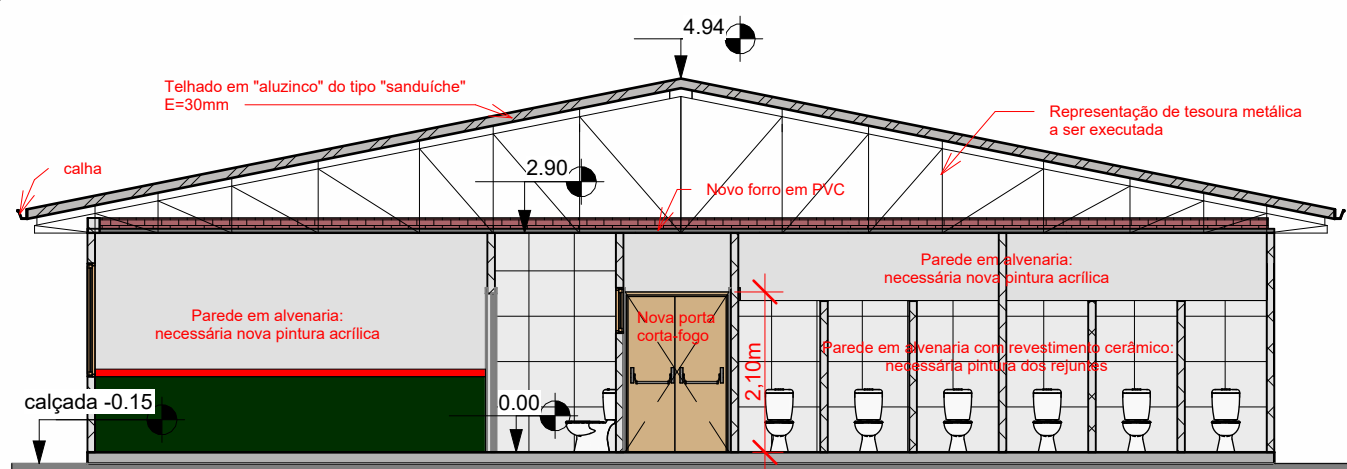 4.94
Telhado em "aluzinco" do tipo "sanduíche"
E=30mm
Representação de tesoura metálica
a ser executada
calha
2.90
Novo forro em PVC
Parede em alvenaria:
necessária nova pintura acrílica
Parede em alvenaria:
necessária nova pintura acrílica
Nova porta
corta-fogo
Parede em alvenaria com revestimento cerâmico:
necessária pintura dos rejuntes
2,10m
calçada -0.15
0.00